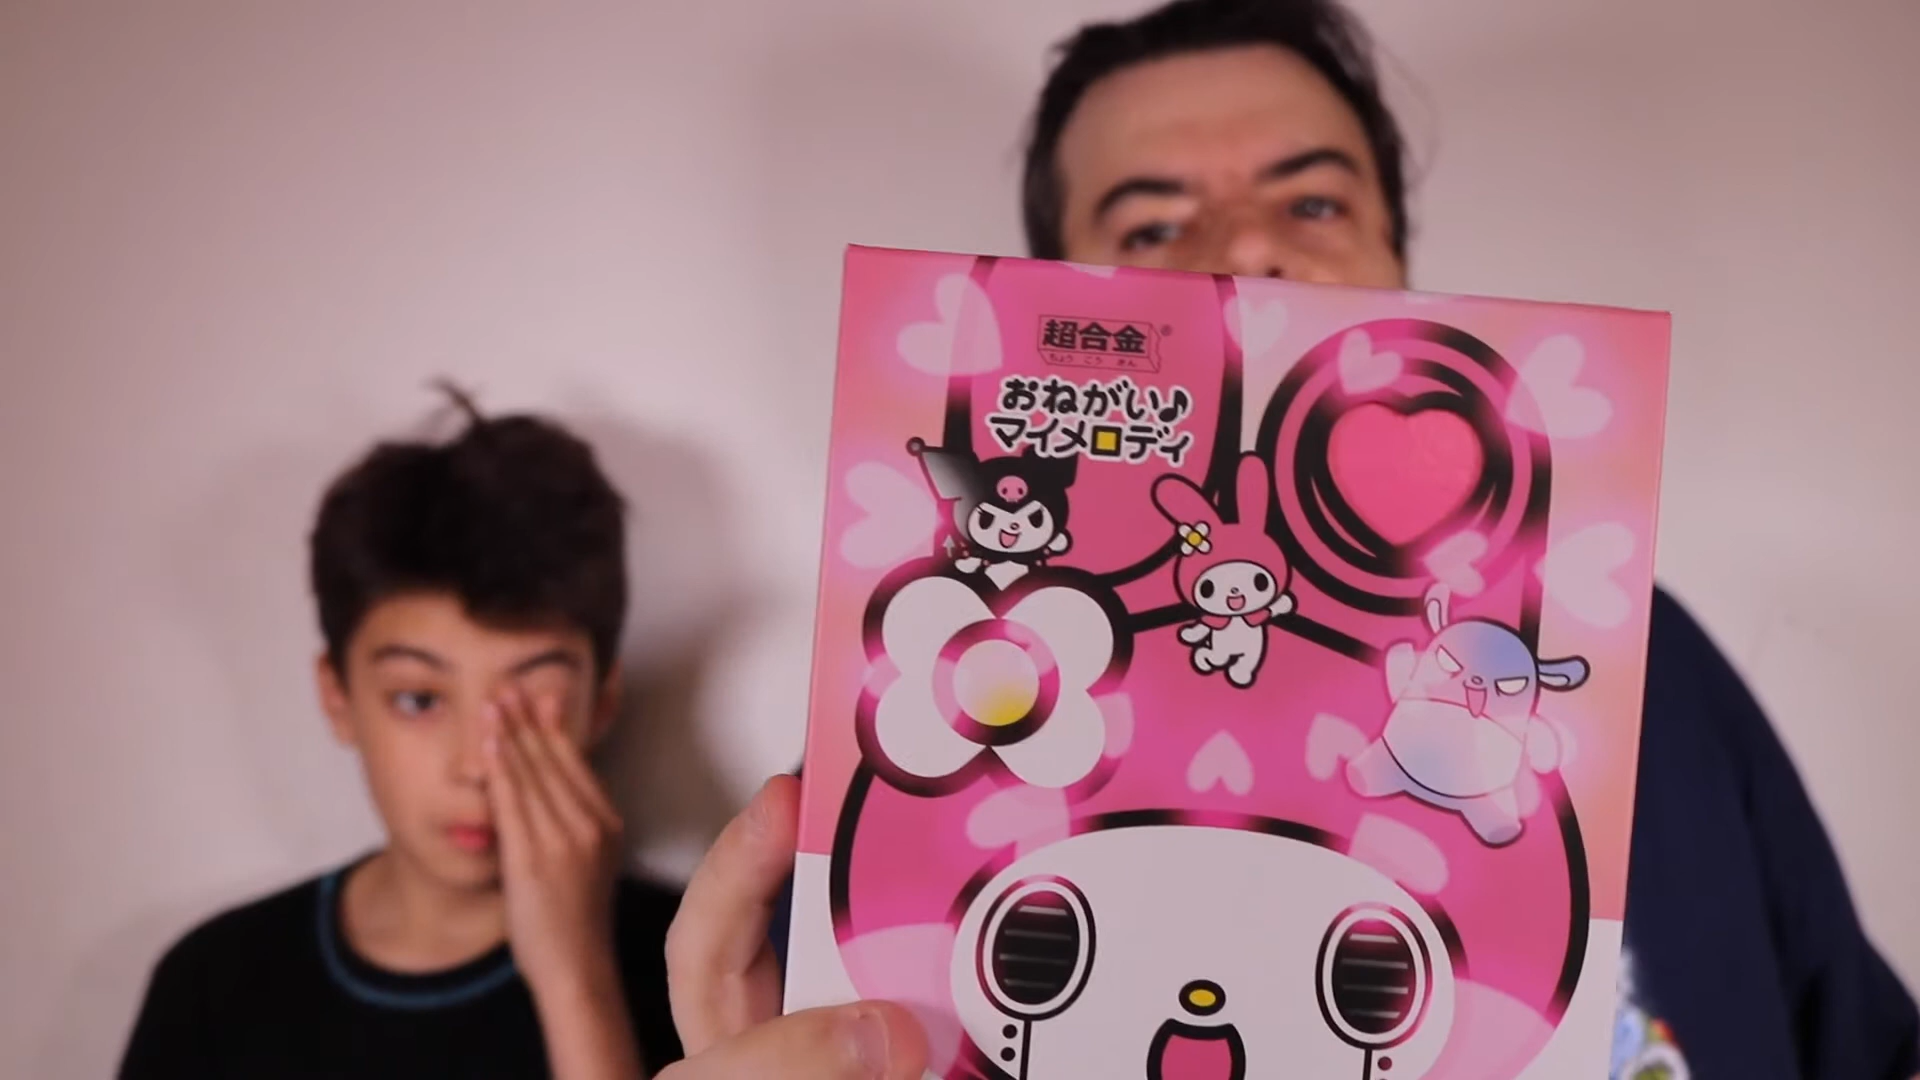 超合金®
ちょう ごう きん
おねがい♪
マイメロディ